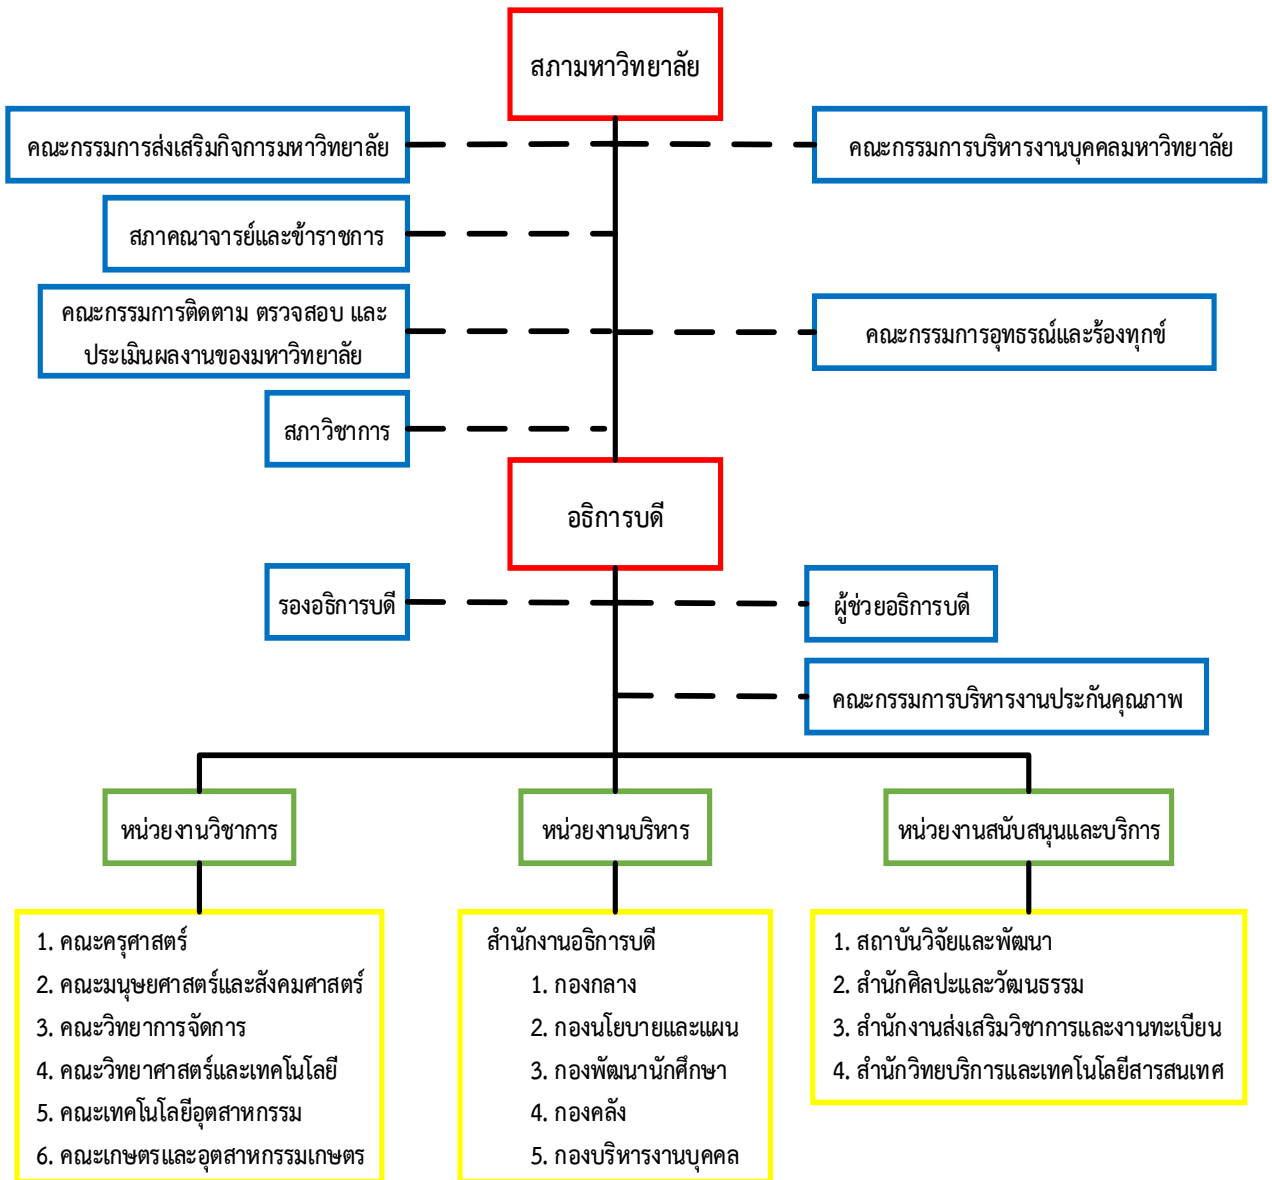 สภามหาวิทยาลัย
คณะกรรมการส่งเสริมกิจการมหาวิทยาลัย
คณะกรรมการบริหารงานบุคคลมหาวิทยาลัย
สภาคณาจารย์และข้าราชการ
คณะกรรมการติดตาม ตรวจสอบ และ
ประเมินผลงานของมหาวิทยาลัย
คณะกรรมการอุทธรณ์และร้องทุกข์
สภาวิชาการ
อธิการบดี
รองอธิการบดี
ผู้ช่วยอธิการบดี
คณะกรรมการบริหารงานประกันคุณภาพ
หน่วยงานวิชาการ
หน่วยงานบริหาร
หน่วยงานสนับสนุนและบริการ
1. คณะครุศาสตร์
2. คณะมนุษยศาสตร์และสังคมศาสตร์
3. คณะวิทยาการจัดการ
4. คณะวิทยาศาสตร์และเทคโนโลยี
5. คณะเทคโนโลยีอุตสาหกรรม
6. คณะเกษตรและอุตสาหกรรมเกษตร
สำนักงานอธิการบดี
1. กองกลาง
2. กองนโยบายและแผน
3. กองพัฒนานักศึกษา
4. กองคลัง
5. กองบริหารงานบุคคล
1. สถาบันวิจัยและพัฒนา
2. สำนักศิลปะและวัฒนธรรม
3. สำนักงานส่งเสริมวิชาการและงานทะเบียน
4. สำนักวิทยบริการและเทคโนโลยีสารสนเทศ